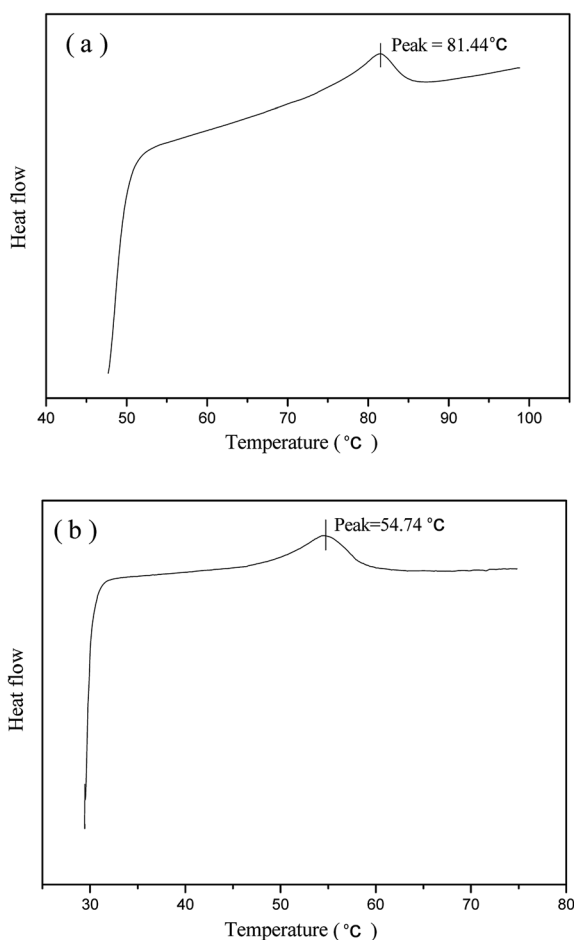 ( a )
Peak = 81.44°C
Heat flow
40 50 60 70 80 90 100
Temperature ( °C )
( b )
Peak=54.74 °C
Heat flow
30 40 50 60 70 80
Temperature ( °C )